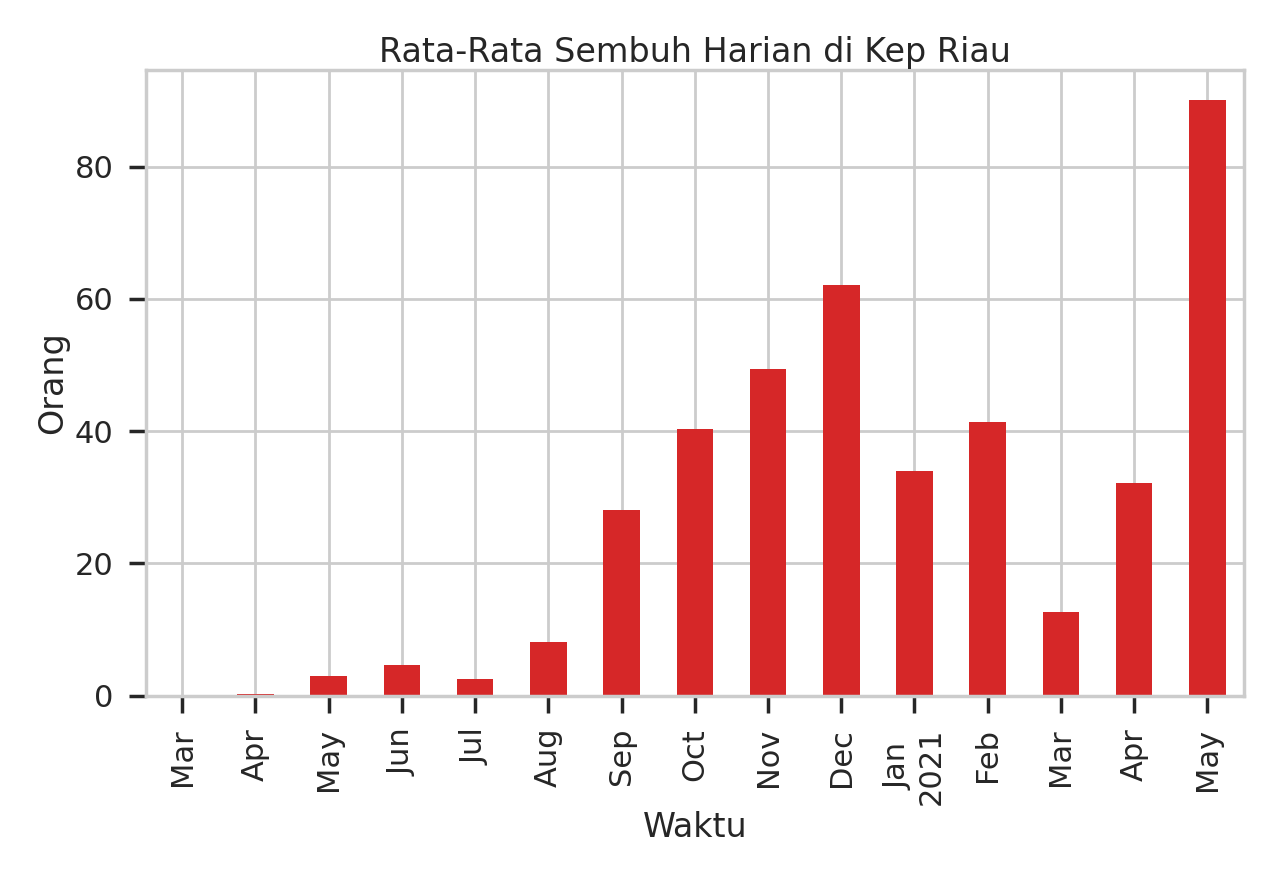 Rata-Rata Sembuh Harian di Kep Riau
Orang
80
60
40
20
0
Mar
Apr
May
Jun
Jul
Aug
Sep
Oct
Nov
Dec
Jan
2021
Feb
Mar
Apr
May
Waktu